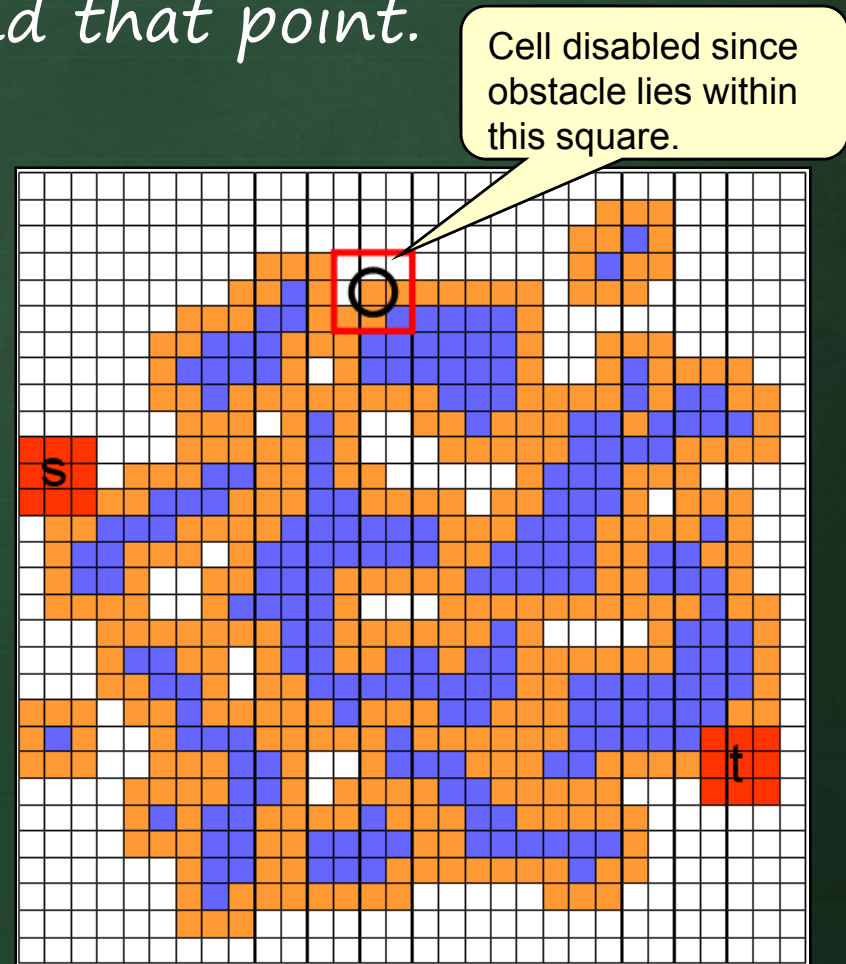 d that point.
Cell disabled since
obstacle lies within
this square.
s
t